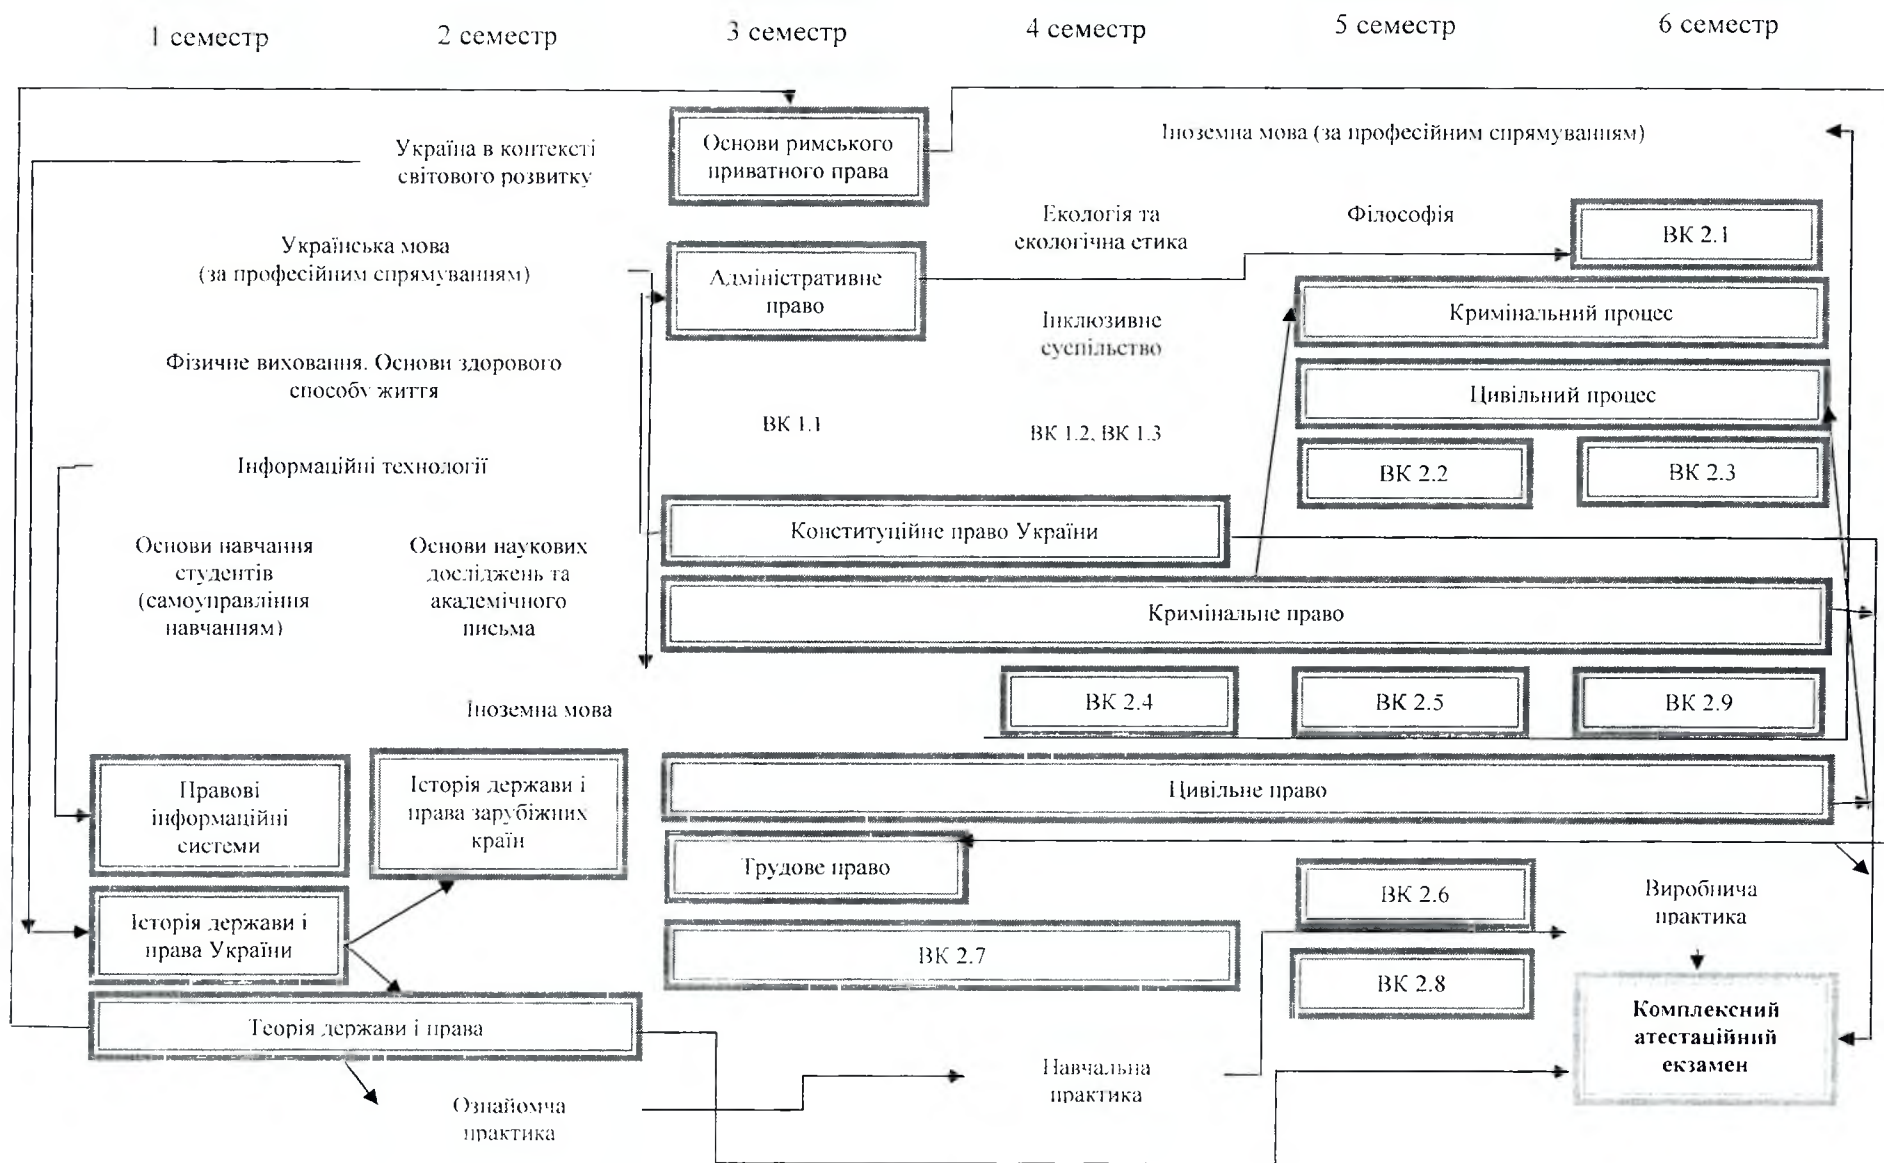 1 семестр
2 семестр
3 семестр
4 семестр
5 семестр
6 семестр
Основи римського
приватного права
Іноземна мова (за професійним спрямуванням)
Україна в контексті
світового розвитку
Екологія та
екологічна етика
Філософія
ВК 2.1
Українська мова
(за професійним спрямуванням)
Адміністративне
право
Кримінальний процес
Інклюзивне
суспільство
Фізичне виховання. Основи здорового
способу життя
Цивільний процес
ВК 1.1
ВК 1.2, ВК 1.3
Інформаційні технології
ВК 2.2
ВК 2.3
Конституційне право України
Основи навчання
студентів
(самоуправління
навчанням)
Основи наукових
досліджень та
академічного
письма
Кримінальне право
ВК 2.4
ВК 2.5
ВК 2.9
Іноземна мова
Правові
інформаційні
системи
Історія держави і
права зарубіжних
країн
Цивільне право
Трудове право
ВК 2.6
Виробнича
практика
Історія держави і
права України
ВК 2.7
ВК 2.8
Теорія держави і права
Комплексний
атестаційний
екзамен
Навчальна
практика
Ознайомча
практика